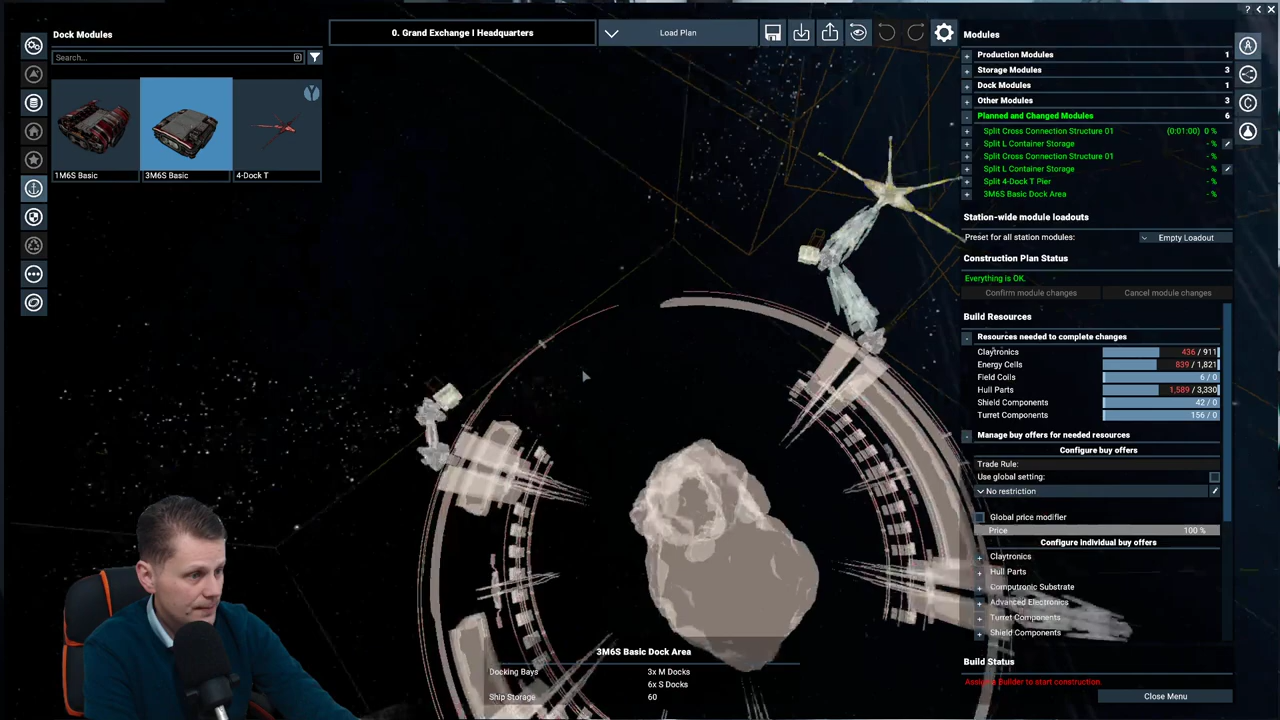 ? < ✕
Dock Modules
Search...
1M6S Basic
3M6S Basic
4-Dock T
0. Grand Exchange I Headquarters
Load Plan
Modules
Production Modules 1
Storage Modules 3
Dock Modules 1
Other Modules 3
Planned and Changed Modules 6
Split Cross Connection Structure 01 (0:01:00) 0 %
Split L Container Storage - %
Split Cross Connection Structure 01 - %
Split L Container Storage - %
Split 4-Dock T Pier - %
3M6S Basic Dock Area - %
Station-wide module loadouts
Preset for all station modules: Empty Loadout
Construction Plan Status
Everything is OK.
Confirm module changes Cancel module changes
Build Resources
Resources needed to complete changes
Claytronics 436 / 911
Energy Cells 839 / 1,821
Field Coils 6 / 0
Hull Parts 1,589 / 3,330
Shield Components 42 / 0
Turret Components 156 / 0
Manage buy offers for needed resources
Configure buy offers
Trade Rule:
Use global setting:
No restriction
Global price modifier
Price 100 %
Configure individual buy offers
Claytronics
Hull Parts
Computronic Substrate
Advanced Electronics
Turret Components
Shield Components
Build Status
Assign a Builder to start construction.
Close Menu
3M6S Basic Dock Area
Docking Bays 3x M Docks
6x S Docks
Ship Storage 60